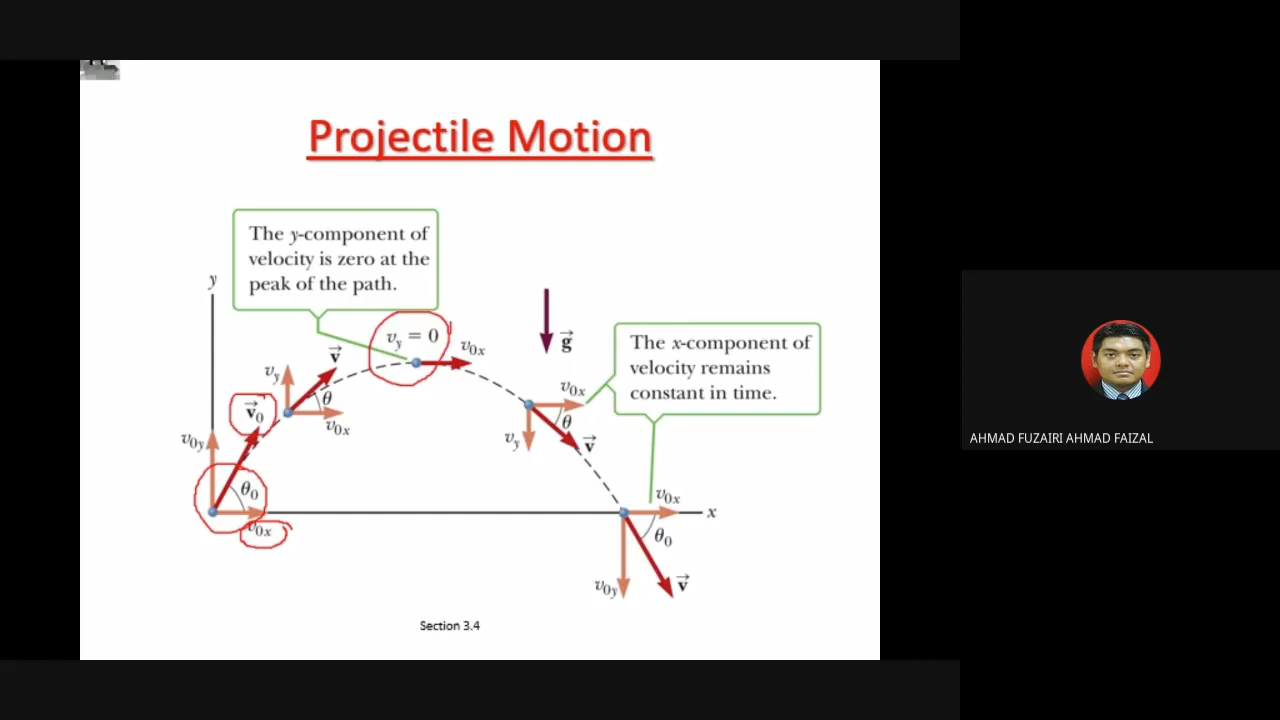 Projectile Motion
The y-component of
velocity is zero at the
peak of the path.
y
v_y = 0
v⃗
v_0x
g⃗
The x-component of
velocity remains
constant in time.
v_y
θ
v_0x
v_0x
θ
v_y
v⃗
v⃗_0
v_0y
θ_0
v_0x
v_0x
x
θ_0
v_0y
v⃗
Section 3.4
AHMAD FUZAIRI AHMAD FAIZAL